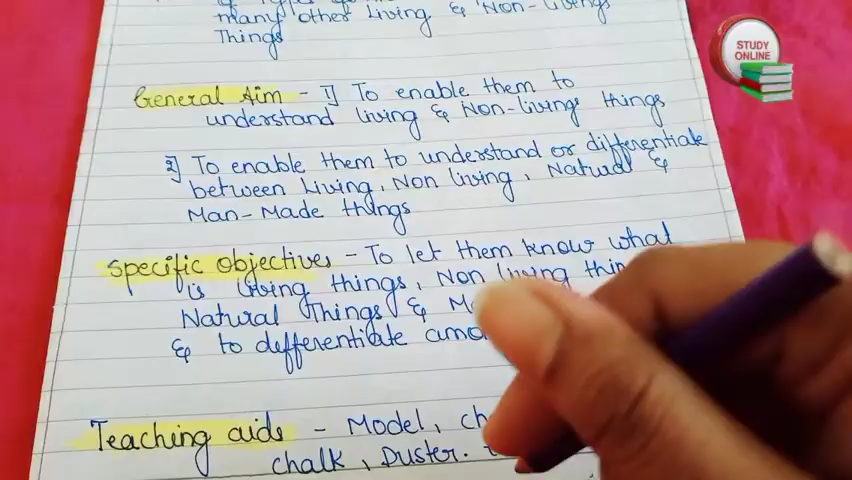 many other Living & Non-Livings
Things
General Aim - 1] To enable them to
understand living & Non-livings things
2] To enable them to understand or differentiate
between Living, Non living, Natural &
Man-Made things
Specific objectives - To let them know what
is living things, Non living
Natural Things &
& to differentiate
Teaching aids - Model,
chalk, Duster.
STUDY
ONLINE